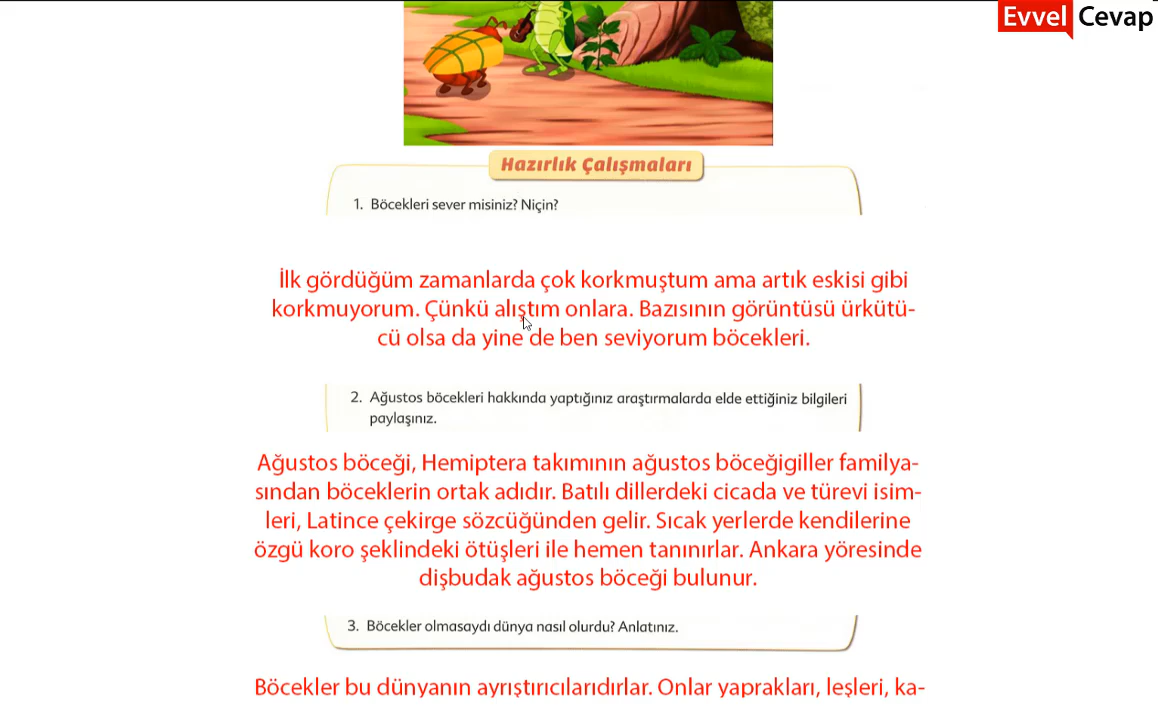 Evvel Cevap
Hazırlık Çalışmaları
1. Böcekleri sever misiniz? Niçin?
İlk gördüğüm zamanlarda çok korkmuştum ama artık eskisi gibi
korkmuyorum. Çünkü alıştım onlara. Bazısının görüntüsü ürkütü-
cü olsa da yine de ben seviyorum böcekleri.
2. Ağustos böcekleri hakkında yaptığınız araştırmalarda elde ettiğiniz bilgileri
paylaşınız.
Ağustos böceği, Hemiptera takımının ağustos böceğigiller familya-
sından böceklerin ortak adıdır. Batılı dillerdeki cicada ve türevi isim-
leri, Latince çekirge sözcüğünden gelir. Sıcak yerlerde kendilerine
özgü koro şeklindeki ötüşleri ile hemen tanınırlar. Ankara yöresinde
dişbudak ağustos böceği bulunur.
3. Böcekler olmasaydı dünya nasıl olurdu? Anlatınız.
Böcekler bu dünyanın ayrıştırıcılarıdırlar. Onlar yaprakları, leşleri, ka-